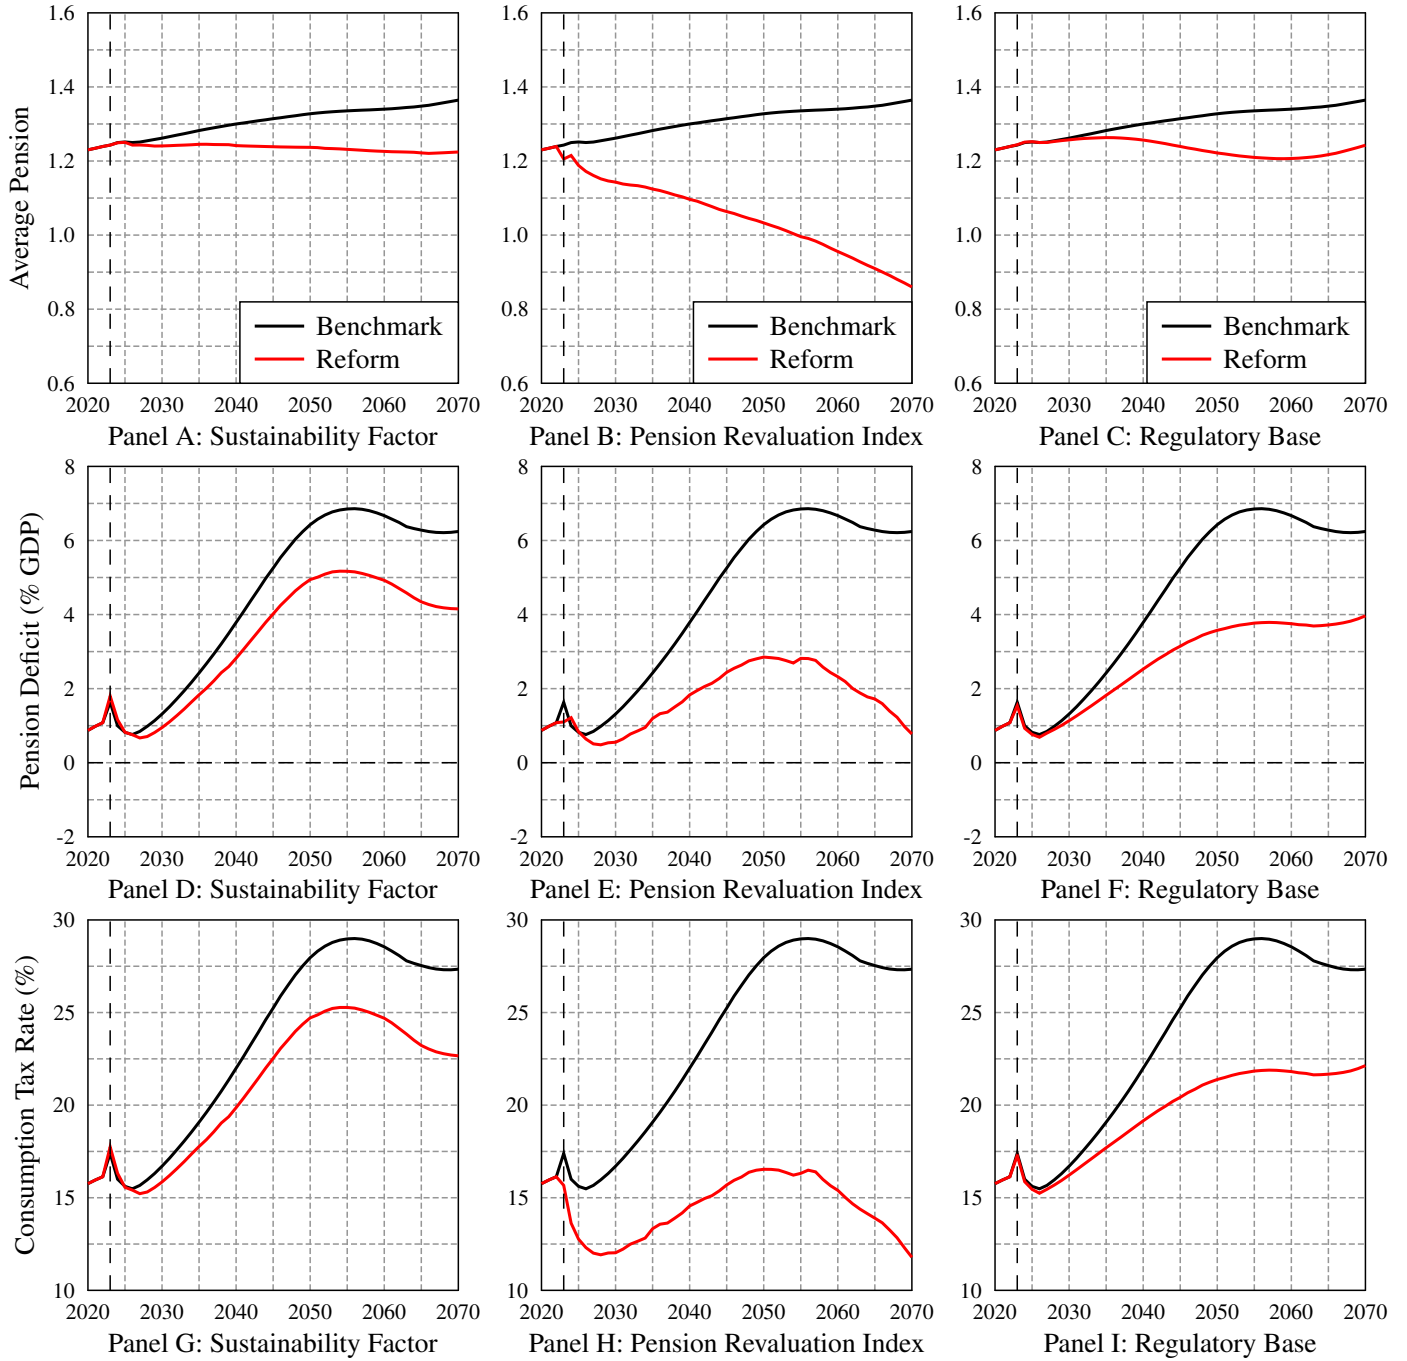 Average Pension
1.6
1.4
1.2
1.0
0.8
0.6
Benchmark
Reform
2020 2030 2040 2050 2060 2070
Panel A: Sustainability Factor
1.6
1.4
1.2
1.0
0.8
0.6
Benchmark
Reform
2020 2030 2040 2050 2060 2070
Panel B: Pension Revaluation Index
1.6
1.4
1.2
1.0
0.8
0.6
Benchmark
Reform
2020 2030 2040 2050 2060 2070
Panel C: Regulatory Base
Pension Deficit (% GDP)
8
6
4
2
0
-2
2020 2030 2040 2050 2060 2070
Panel D: Sustainability Factor
8
6
4
2
0
-2
2020 2030 2040 2050 2060 2070
Panel E: Pension Revaluation Index
8
6
4
2
0
-2
2020 2030 2040 2050 2060 2070
Panel F: Regulatory Base
Consumption Tax Rate (%)
30
25
20
15
10
2020 2030 2040 2050 2060 2070
Panel G: Sustainability Factor
30
25
20
15
10
2020 2030 2040 2050 2060 2070
Panel H: Pension Revaluation Index
30
25
20
15
10
2020 2030 2040 2050 2060 2070
Panel I: Regulatory Base